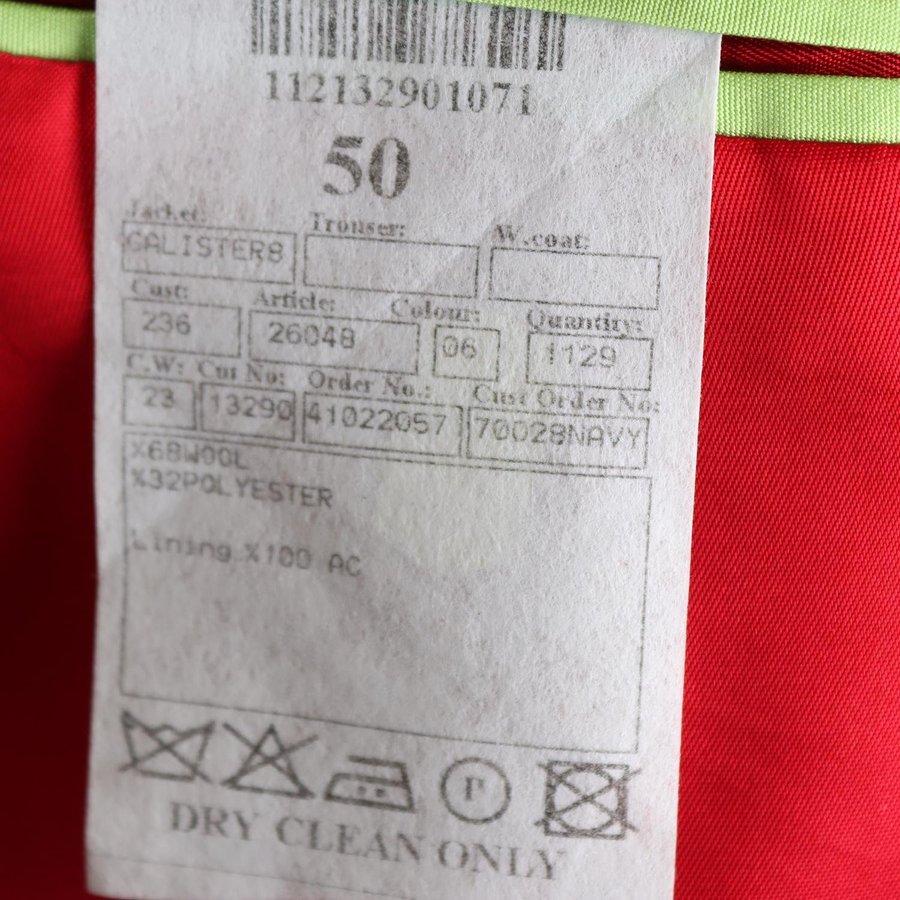 112132901071
50
Jacket: Trouser: W.coat:
CALISTER8
Cust: Article: Colour: Quantity:
236 26048 06 1129
C.W: Cut No: Order No.: Cust Order No:
23 13290 41022057 70028NAVY
%68WOOL
%32POLYESTER
Lining %100 AC
P
DRY CLEAN ONLY